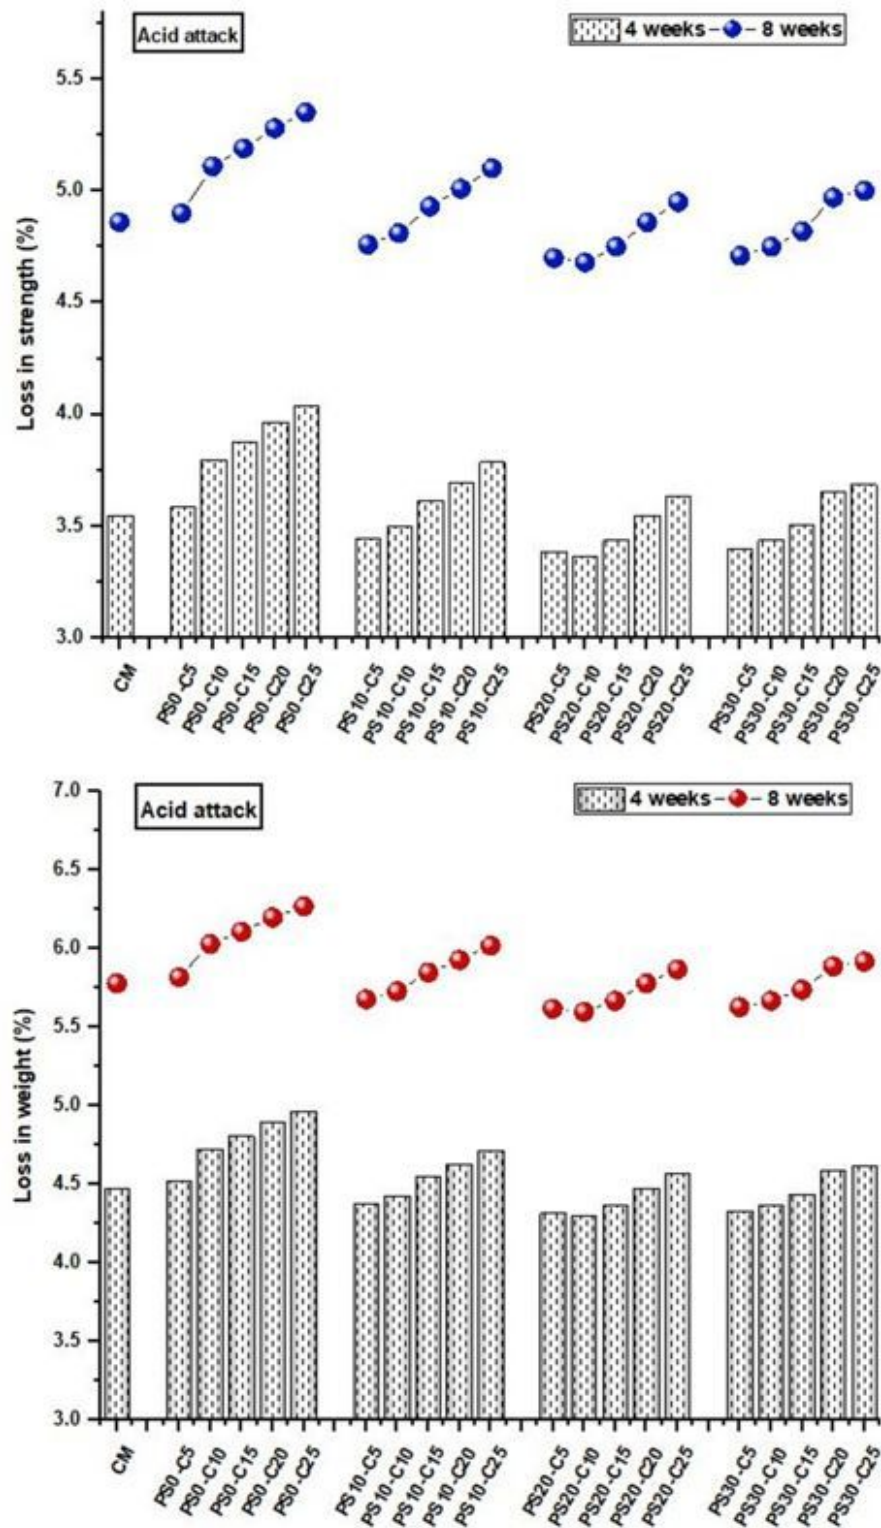 Acid attack
4 weeks 8 weeks
Loss in strength (%)
5.5
5.0
4.5
4.0
3.5
3.0
CM
PS0-C5
PS0-C10
PS0-C15
PS0-C20
PS0-C25
PS10-C5
PS10-C10
PS10-C15
PS10-C20
PS10-C25
PS20-C5
PS20-C10
PS20-C15
PS20-C20
PS20-C25
PS30-C5
PS30-C10
PS30-C15
PS30-C20
PS30-C25
Acid attack
4 weeks 8 weeks
Loss in weight (%)
7.0
6.5
6.0
5.5
5.0
4.5
4.0
3.5
3.0
CM
PS0-C5
PS0-C10
PS0-C15
PS0-C20
PS0-C25
PS10-C5
PS10-C10
PS10-C15
PS10-C20
PS10-C25
PS20-C5
PS20-C10
PS20-C15
PS20-C20
PS20-C25
PS30-C5
PS30-C10
PS30-C15
PS30-C20
PS30-C25